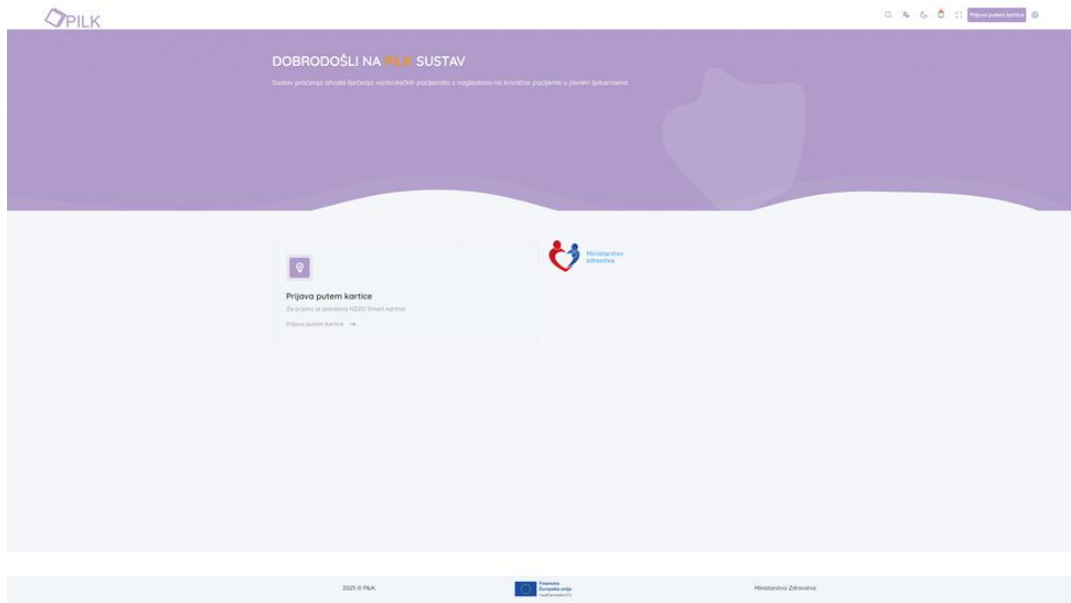 PILK
Prijava putem kartice
DOBRODOŠLI NA PILK SUSTAV
Sustav praćenja ishoda liječenja vanbolničkih pacijenata s naglaskom na kronične pacijente u javnim ljekarnama.
Prijava putem kartice
Za prijavu je potrebna HZZO Smart kartica
Prijava putem kartice →
Ministarstvo
zdravstva
2025 © PILK.
Financira
Europska unija
Ministarstvo Zdravstva